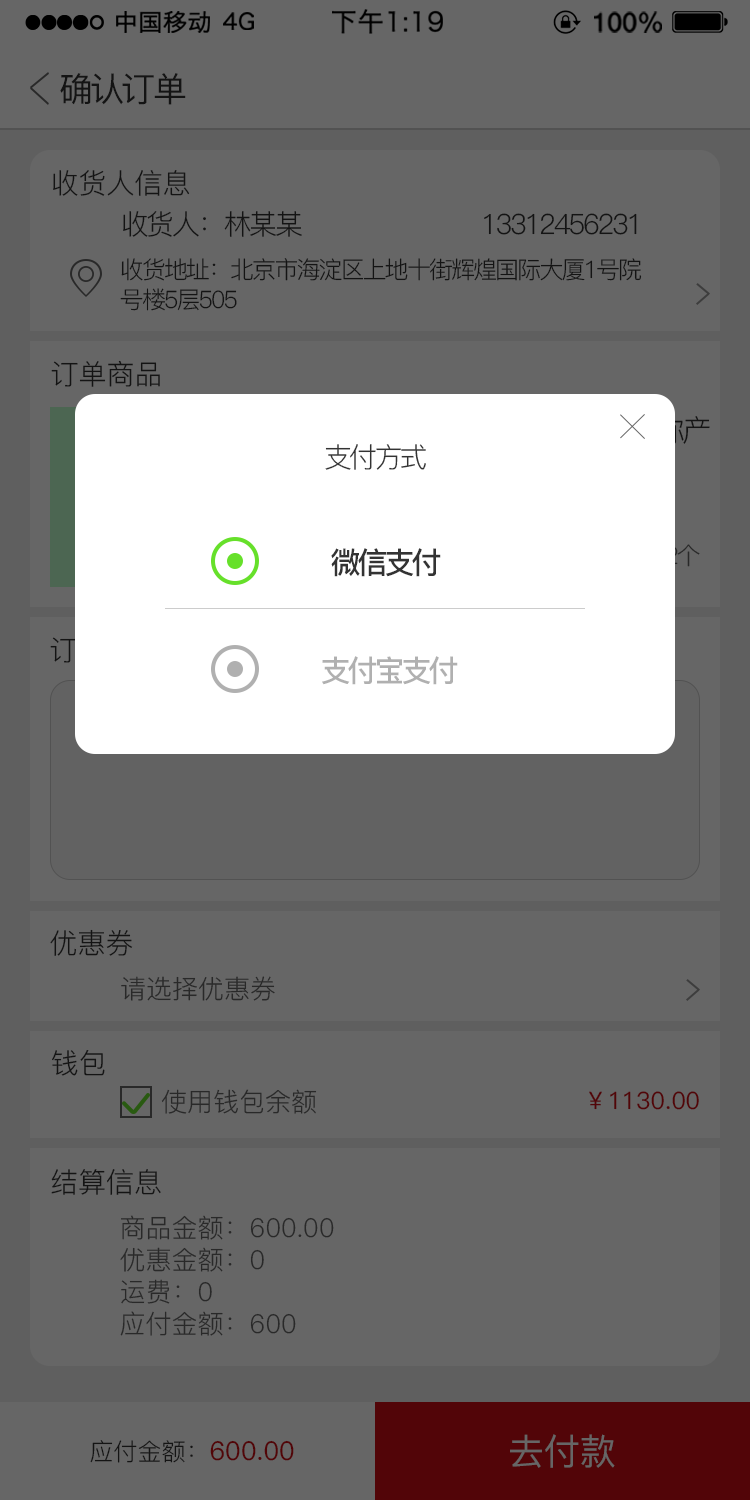 中国移动 4G 下午1:19 100%
确认订单
收货人信息
收货人：林某某 13312456231
收货地址：北京市海淀区上地十街辉煌国际大厦1号院
号楼5层505
订单商品
产
支付方式
个
微信支付
订
支付宝支付
优惠券
请选择优惠券
钱包
使用钱包余额 ¥1130.00
结算信息
商品金额：600.00
优惠金额：0
运费：0
应付金额：600
应付金额：600.00 去付款